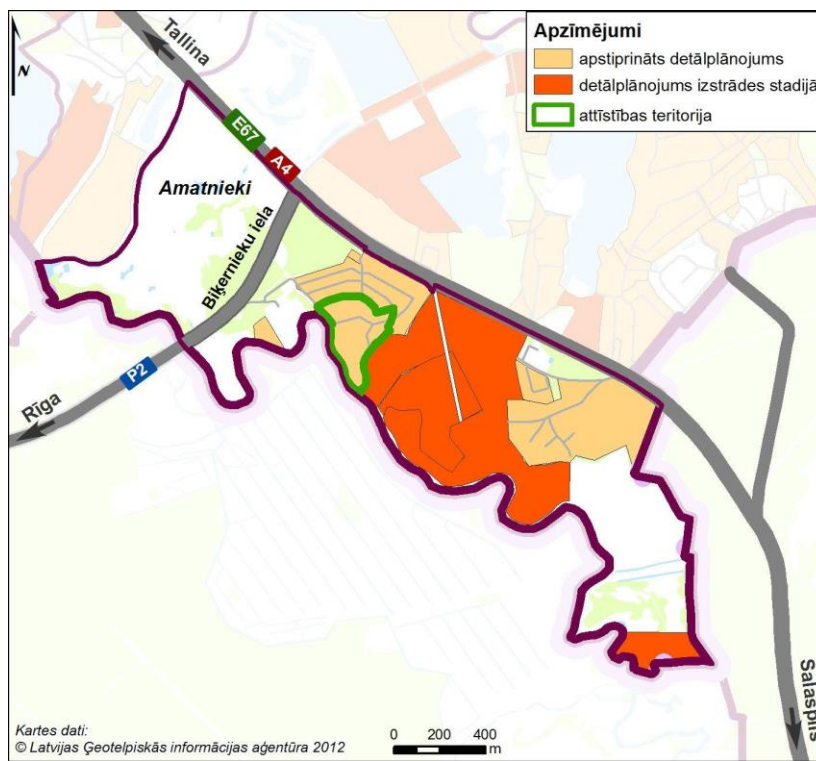 Apzīmējumi
apstiprināts detālplānojums
detālplānojums izstrādes stadijā
attīstības teritorija
N
Tallina
E67
A4
Amatnieki
Biķernieku iela
P2
Rīga
Salaspils
Kartes dati:
© Latvijas Ģeotelpiskās informācijas aģentūra 2012
0 200 400
m